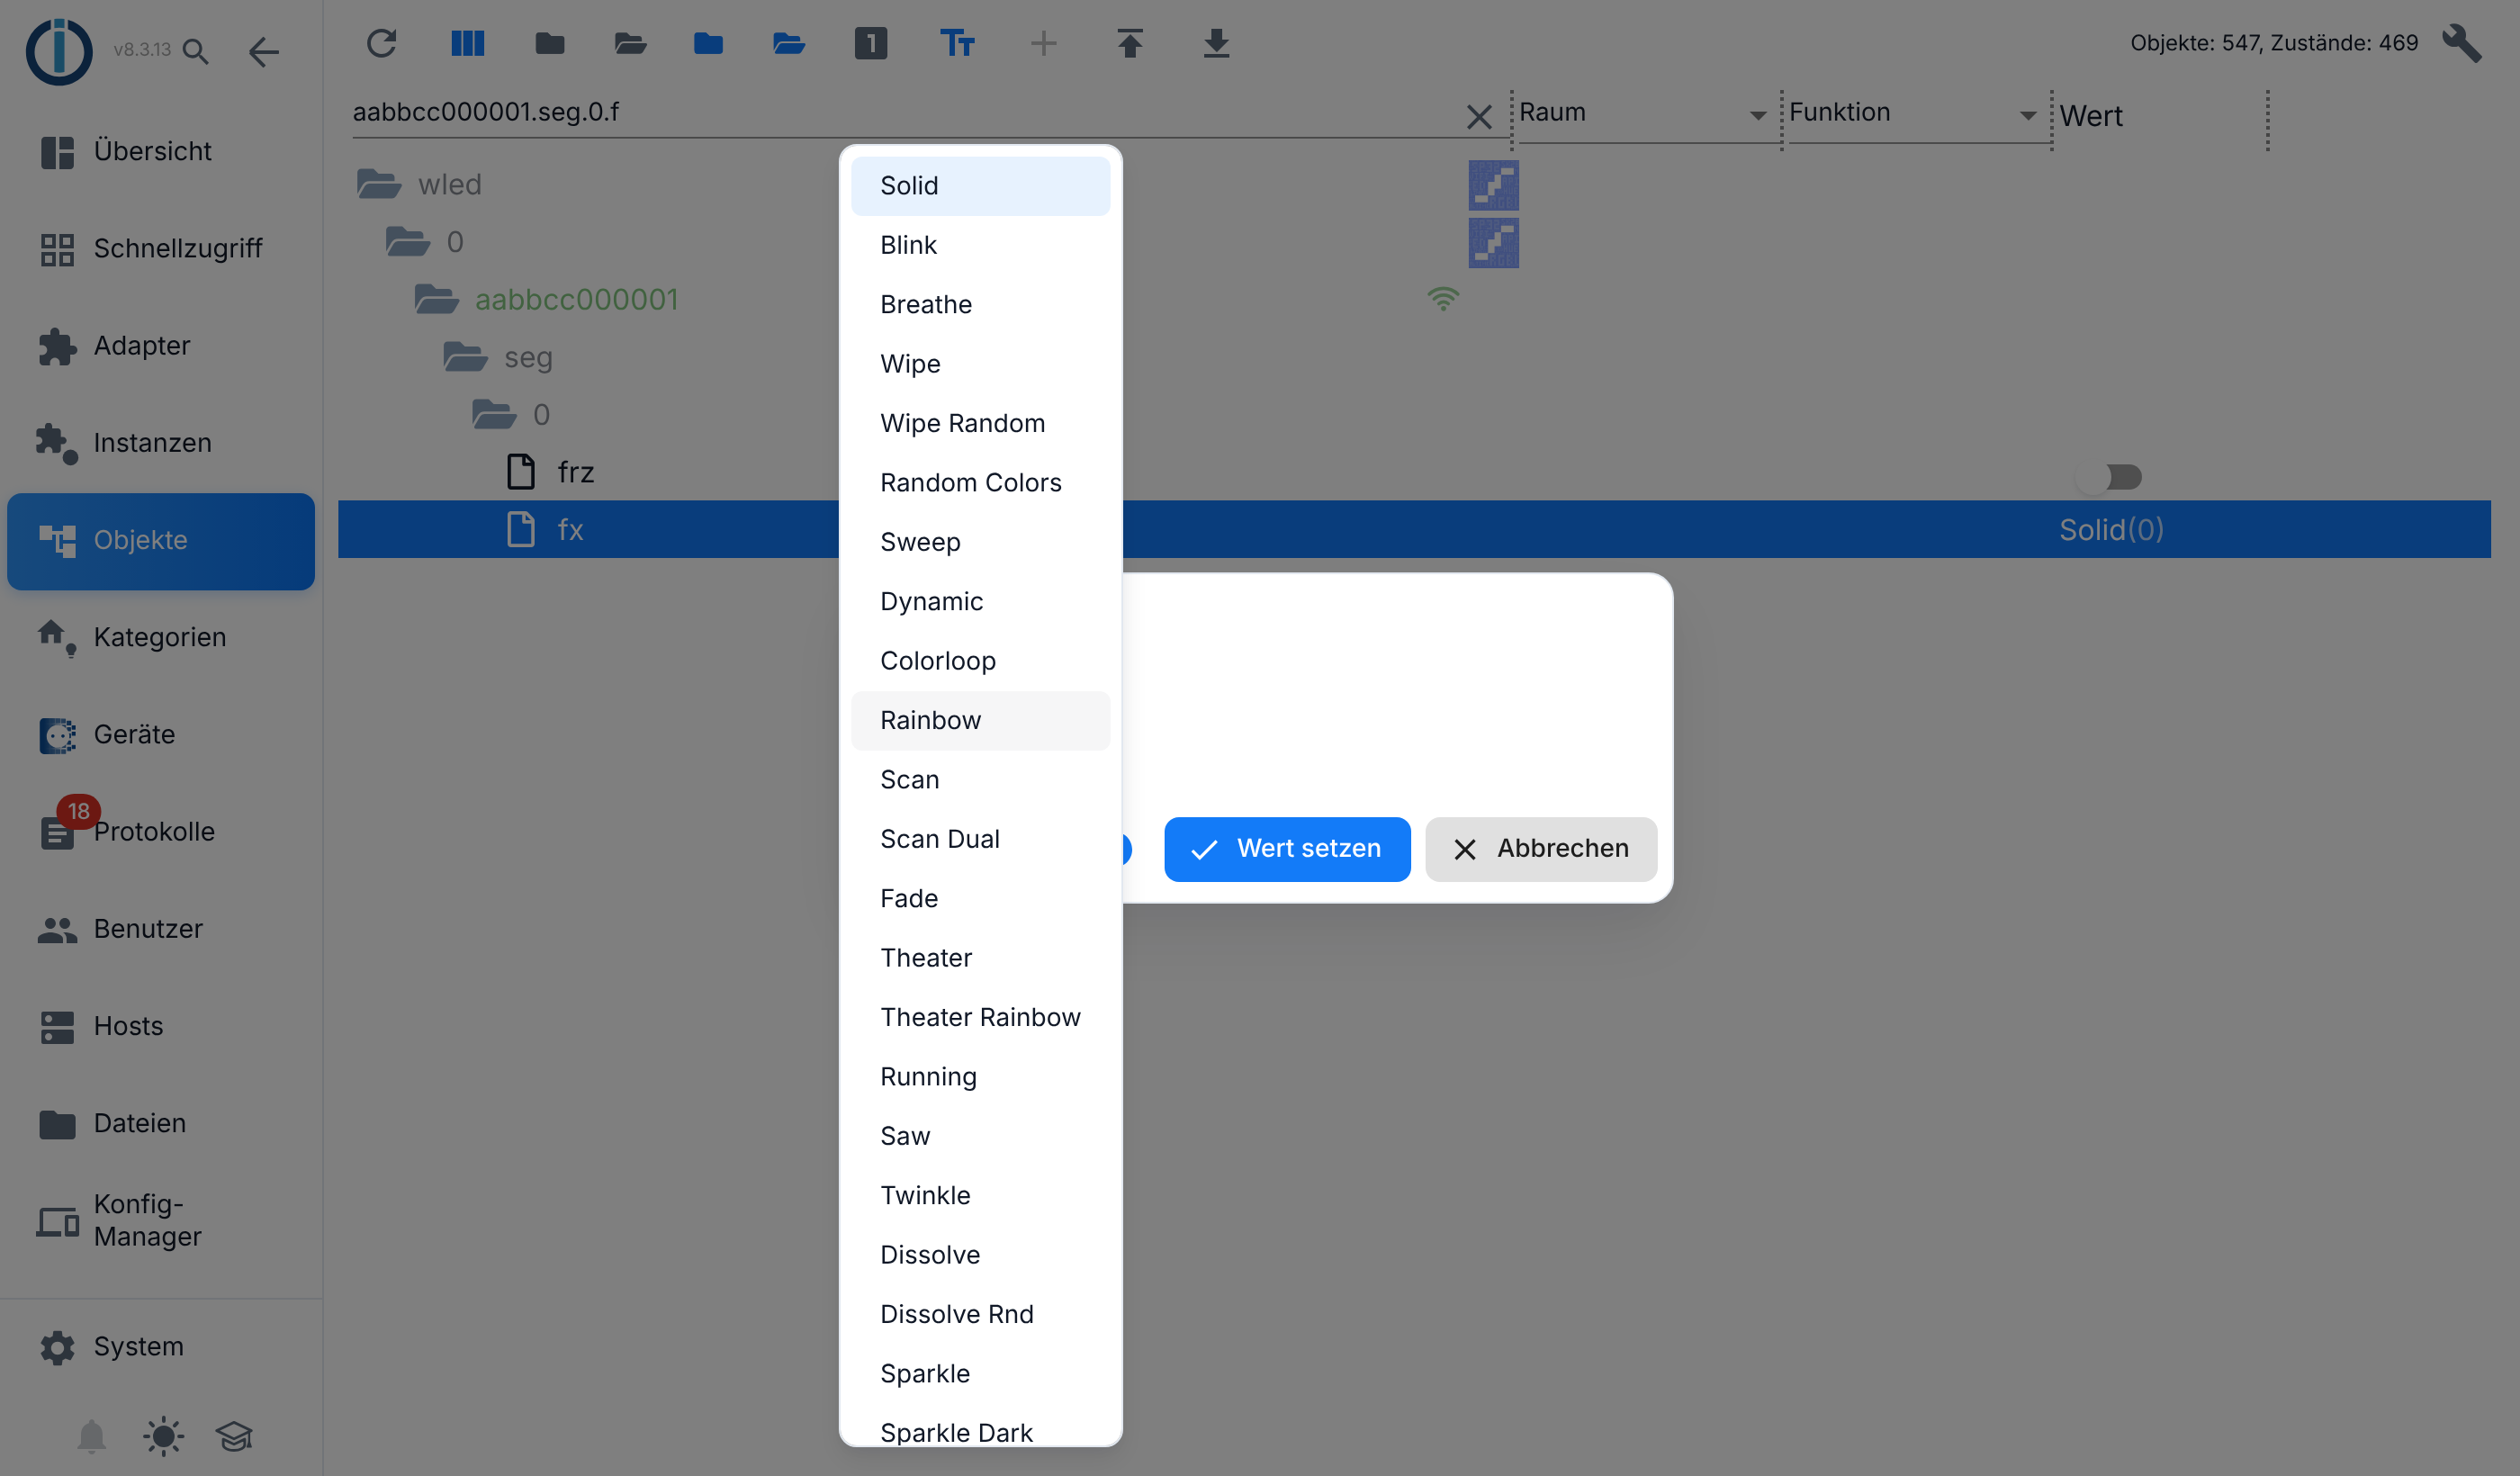 v8.3.13
Objekte: 547, Zustände: 469
aabbcc000001.seg.0.f
Raum
Funktion
Wert
Übersicht
Schnellzugriff
Adapter
Instanzen
Objekte
Kategorien
Geräte
18
Protokolle
Benutzer
Hosts
Dateien
Konfig-
Manager
System
wled
0
aabbcc000001
seg
0
frz
fx
Solid(0)
Solid
Blink
Breathe
Wipe
Wipe Random
Random Colors
Sweep
Dynamic
Colorloop
Rainbow
Scan
Scan Dual
Fade
Theater
Theater Rainbow
Running
Saw
Twinkle
Dissolve
Dissolve Rnd
Sparkle
Sparkle Dark
Wert setzen
Abbrechen